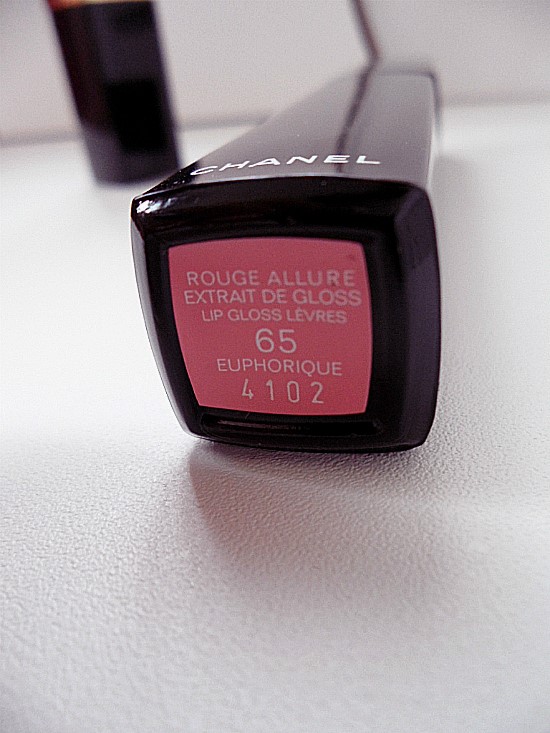 CHANEL
ROUGE ALLURE
EXTRAIT DE GLOSS
LIP GLOSS LÈVRES
65
EUPHORIQUE
4102